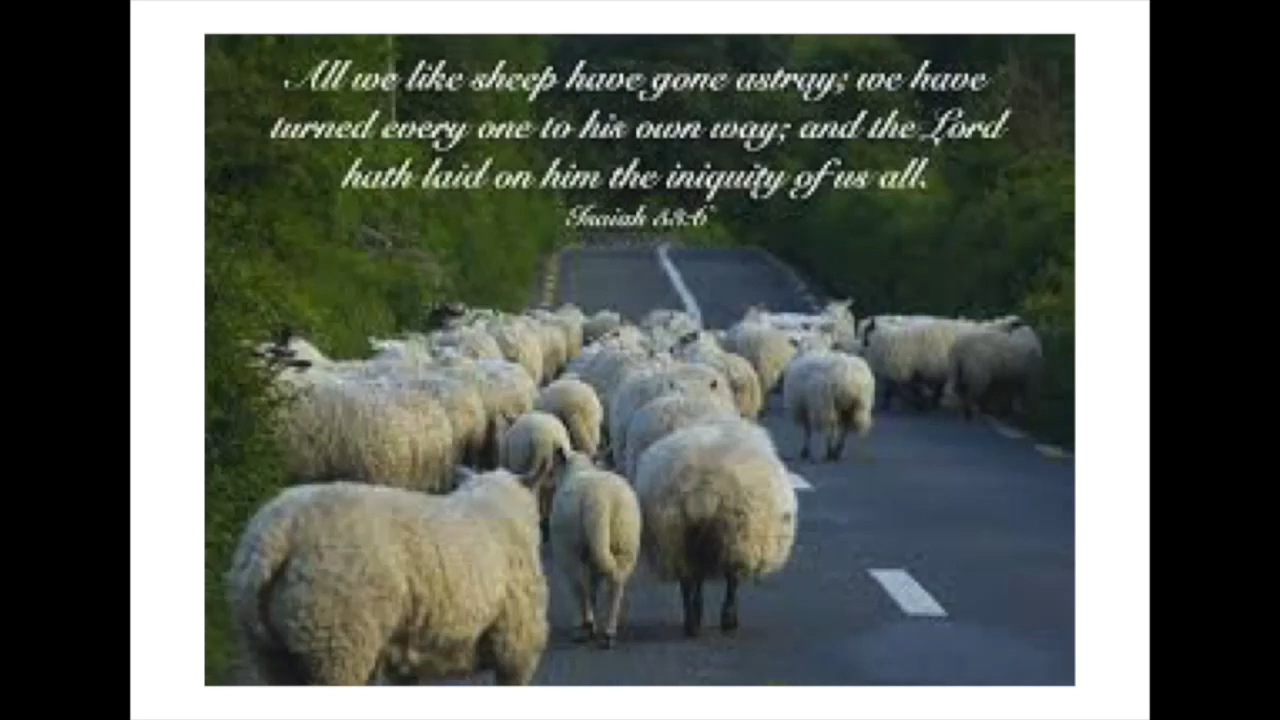 All we like sheep have gone astray; we have
turned every one to his own way; and the Lord
hath laid on him the iniquity of us all.
Isaiah 53:6